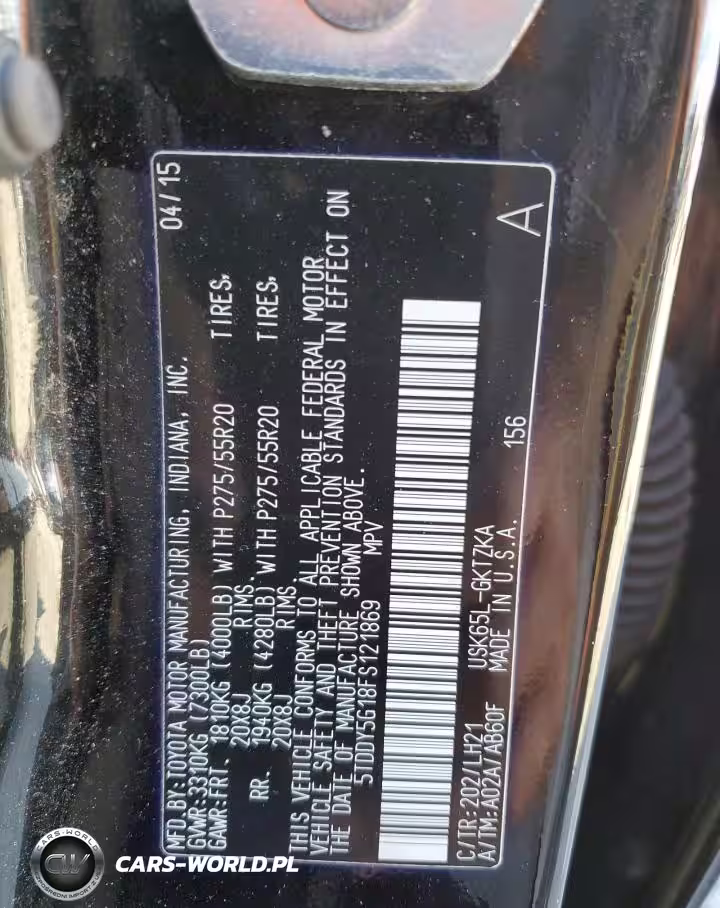 MFD.BY:TOYOTA MOTOR MANUFACTURING, INDIANA, INC. 04/15
GVWR:3310KG (7300LB)
GAWR:FRT. 1810KG (4000LB) WITH P275/55R20 TIRES,
20X8J RIMS.
RR. 1940KG (4280LB) WITH P275/55R20 TIRES,
20X8J RIMS.
THIS VEHICLE CONFORMS TO ALL APPLICABLE FEDERAL MOTOR
VEHICLE SAFETY AND THEFT PREVENTION STANDARDS IN EFFECT ON
THE DATE OF MANUFACTURE SHOWN ABOVE.
5TDDY5G18FS121869 MPV
C/TR:202/LH21 USK65L-GKTZKA 156 A
A/TM:A02A/AB60F MADE IN U.S.A.
CARS-WORLD.PL
CARS-WORLD
CW